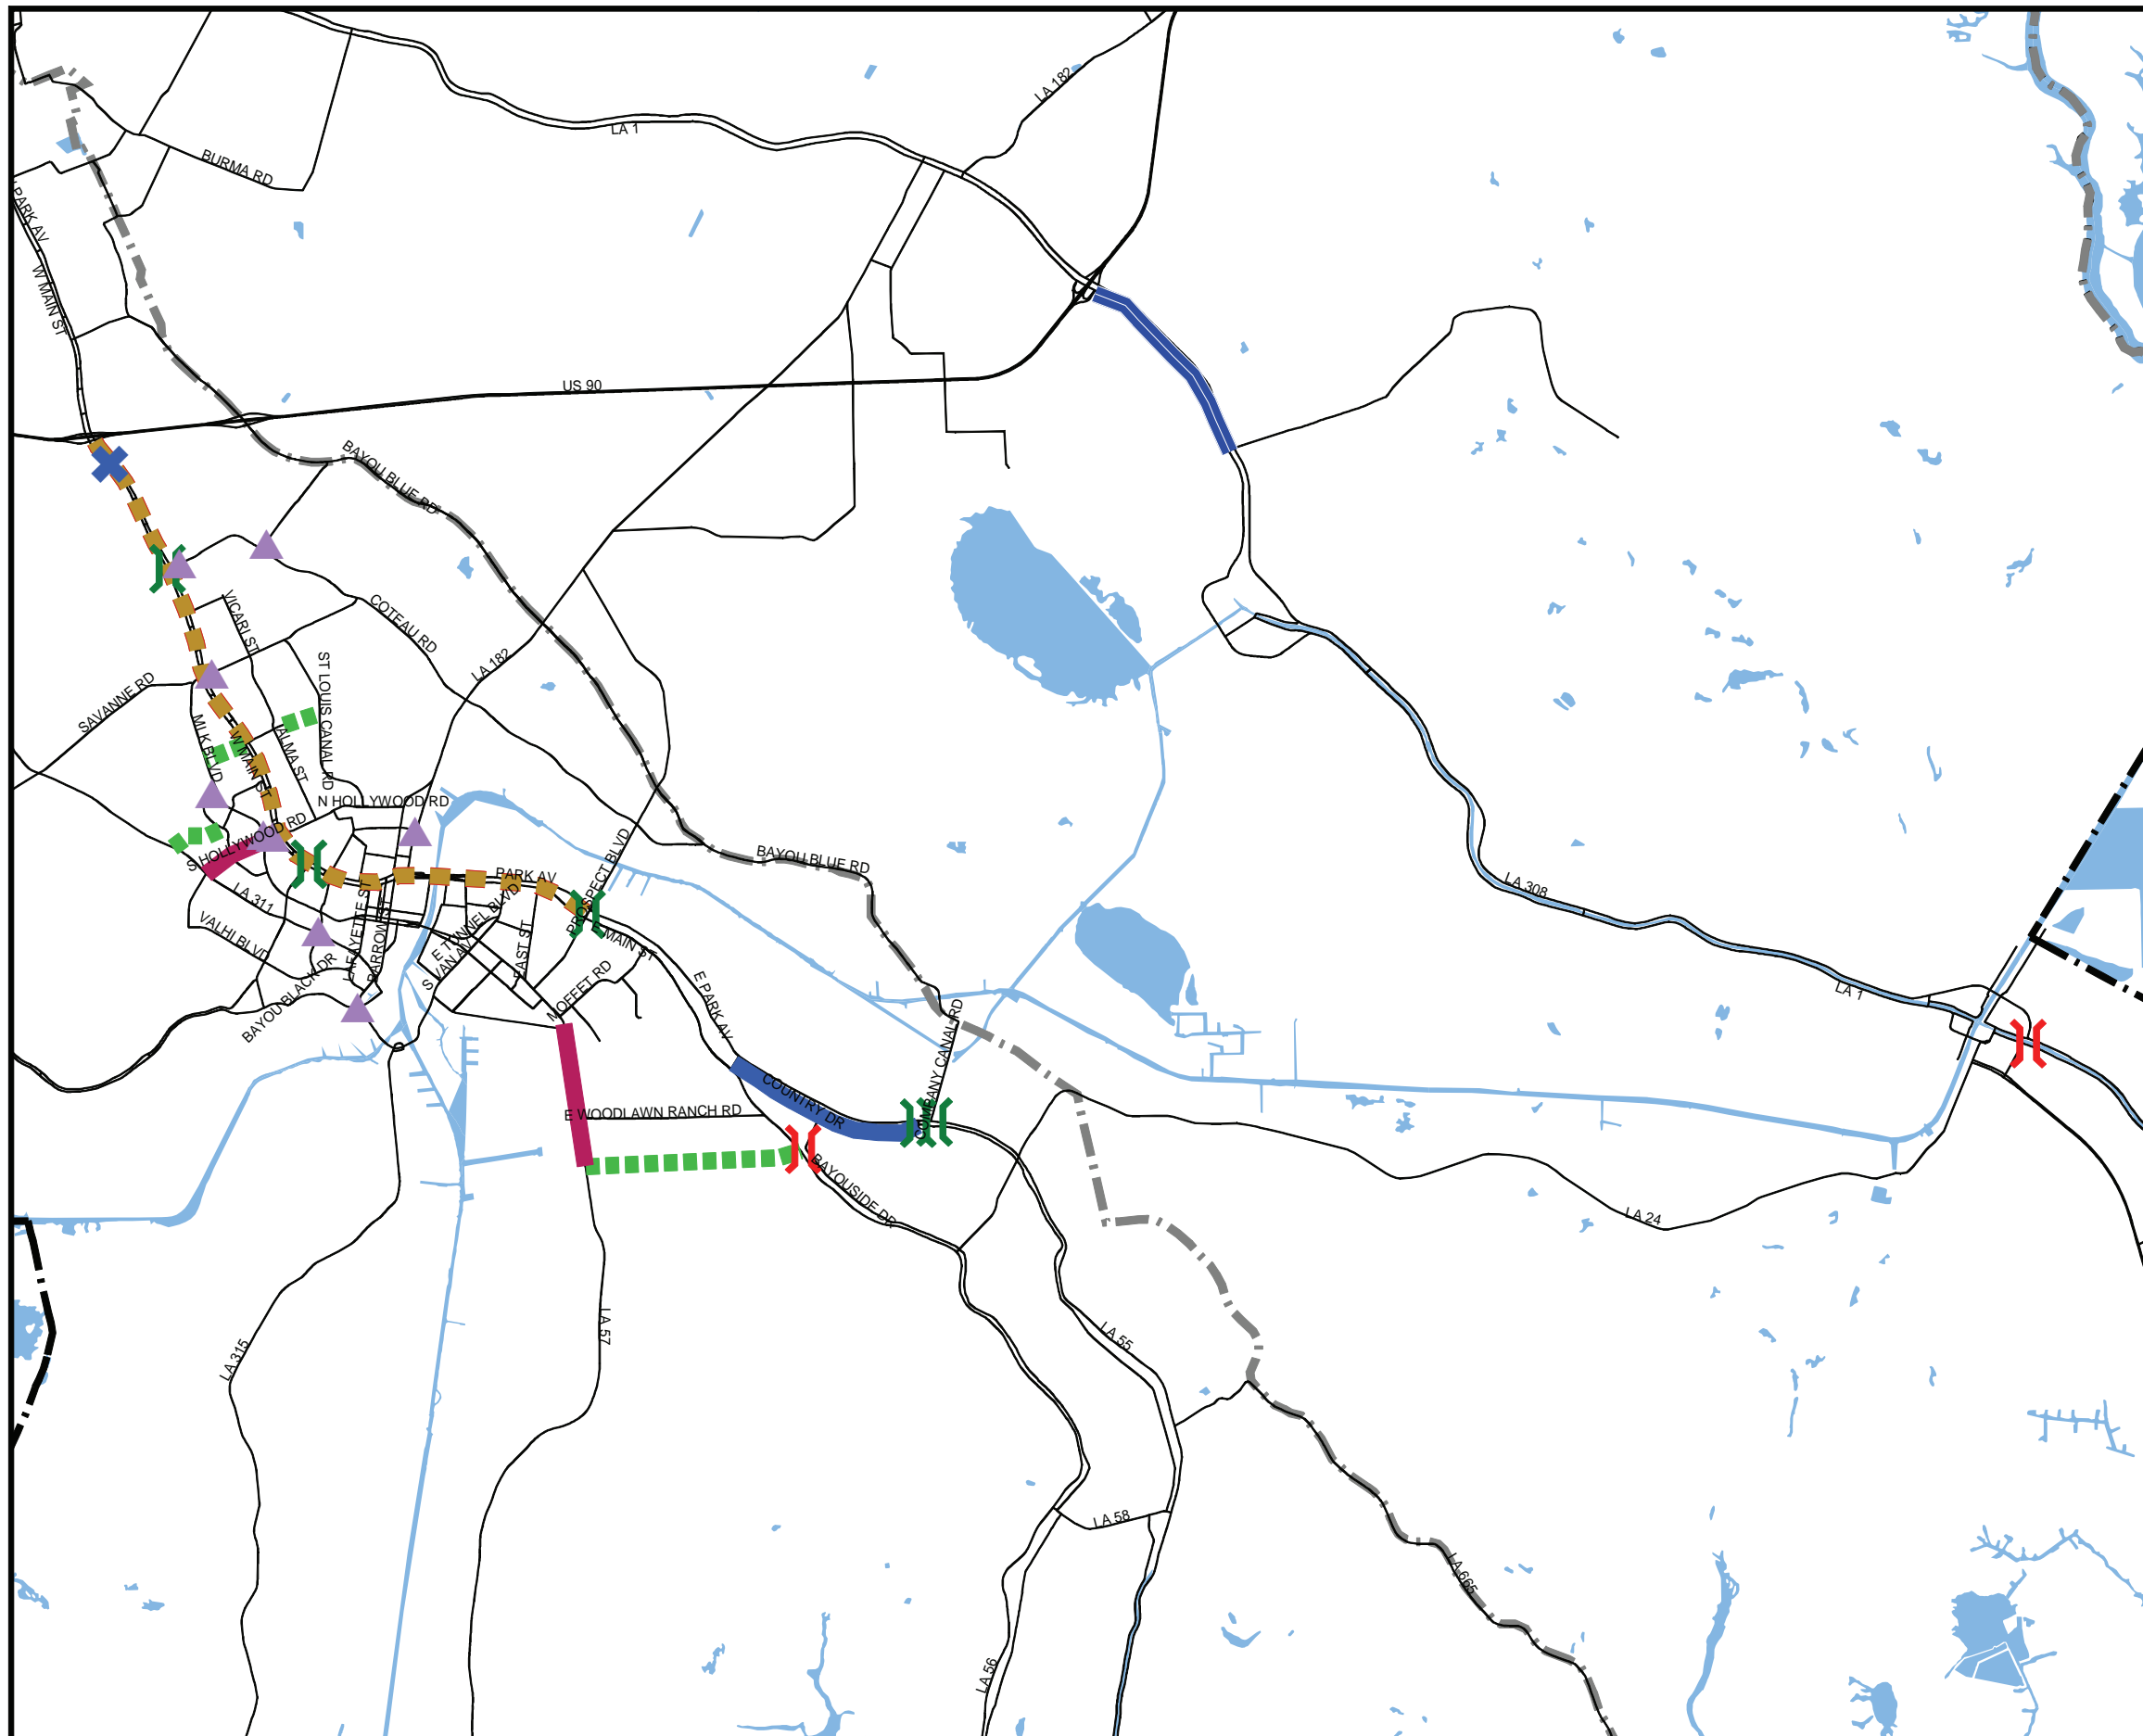 LA 182
LA 1
BURMA RD
PARK AV
W MAIN ST
US 90
BAYOU BLUE RD
VICARI ST
COTEAU RD
ST LOUIS CANAL RD
LA 182
SAVANNE RD
MLK BLVD
W MAIN ST
ALMA ST
N HOLLYWOOD RD
S HOLLYWOOD RD
PROSPECT BLVD
BAYOU BLUE RD
PARK AV
LA 308
LA 311
LAFAYETTE ST
BARROW ST
E TUNNEL BLVD
VALHI BLVD
EAST ST
E MAIN ST
S VAN AV
BAYOU BLACK DR
MOFFET RD
E PARK AV
LA 1
COMPANY CANAL RD
COUNTRY DR
E WOODLAWN RANCH RD
BAYOUSIDE DR
LA 24
LA 57
LA 55
LA 315
LA 58
LA 665
LA 56